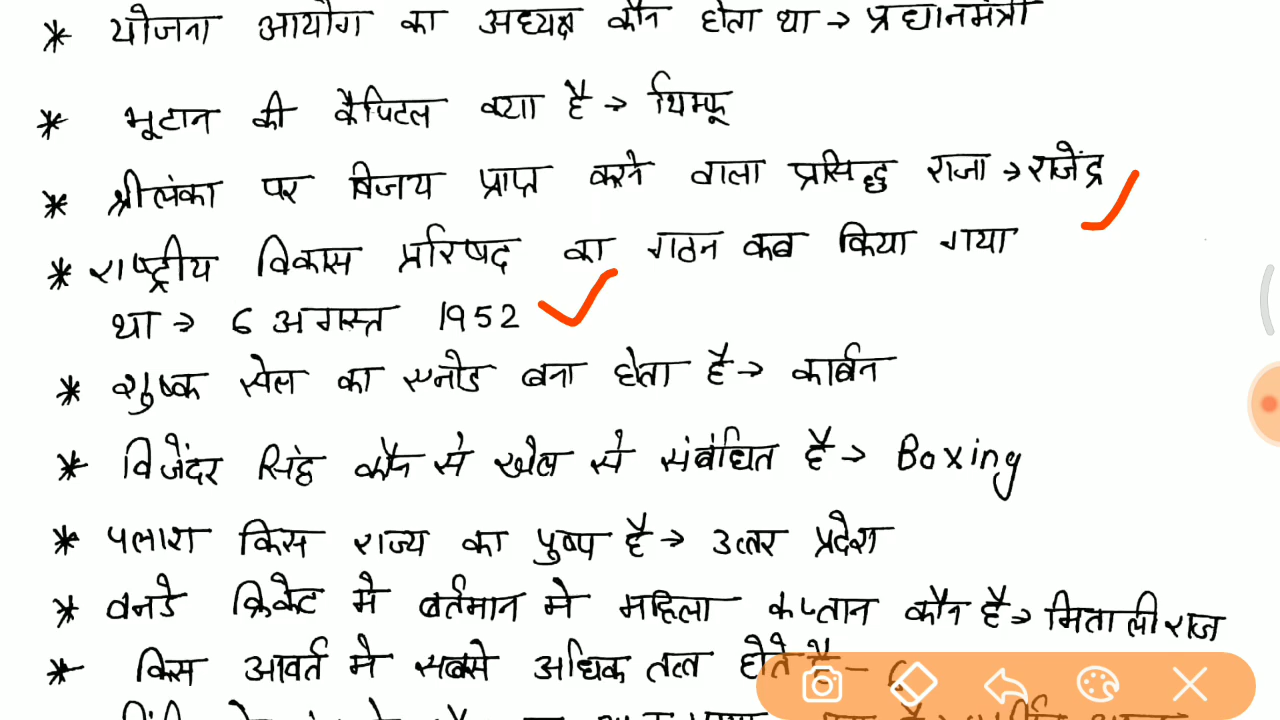 * योजना आयोग का अध्यक्ष कौन होता था → प्रधानमंत्री
* भूटान की कैपिटल क्या है → थिम्फू
* श्रीलंका पर विजय प्राप्त करने वाला प्रसिद्ध राजा → राजेंद्र
* राष्ट्रीय विकास परिषद का गठन कब किया गया
था → 6 अगस्त 1952
* शुष्क सेल का एनोड बना होता है → कार्बन
* विजेंदर सिंह कौन से खेल से संबंधित है → Boxing
* पलाश किस राज्य का पुष्प है → उत्तर प्रदेश
* वनडे क्रिकेट मे वर्तमान मे महिला कप्तान कौन है → मिताली राज
* किस आवर्त मे सबसे अधिक तत्व होते है -